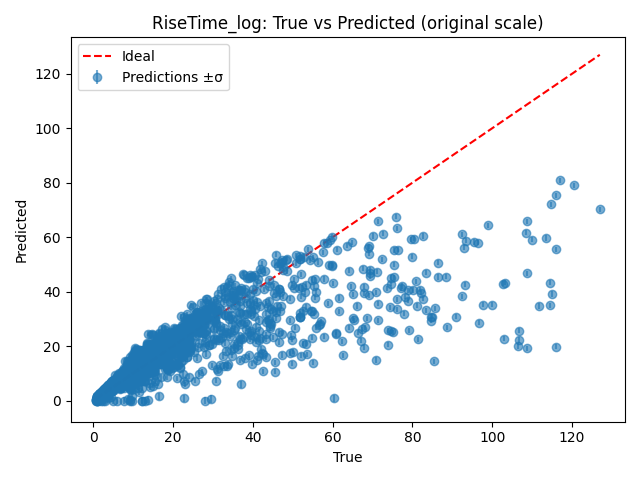 RiseTime_log: True vs Predicted (original scale)
Ideal
Predictions ±σ
120
100
80
60
40
20
0
Predicted
0 20 40 60 80 100 120
True